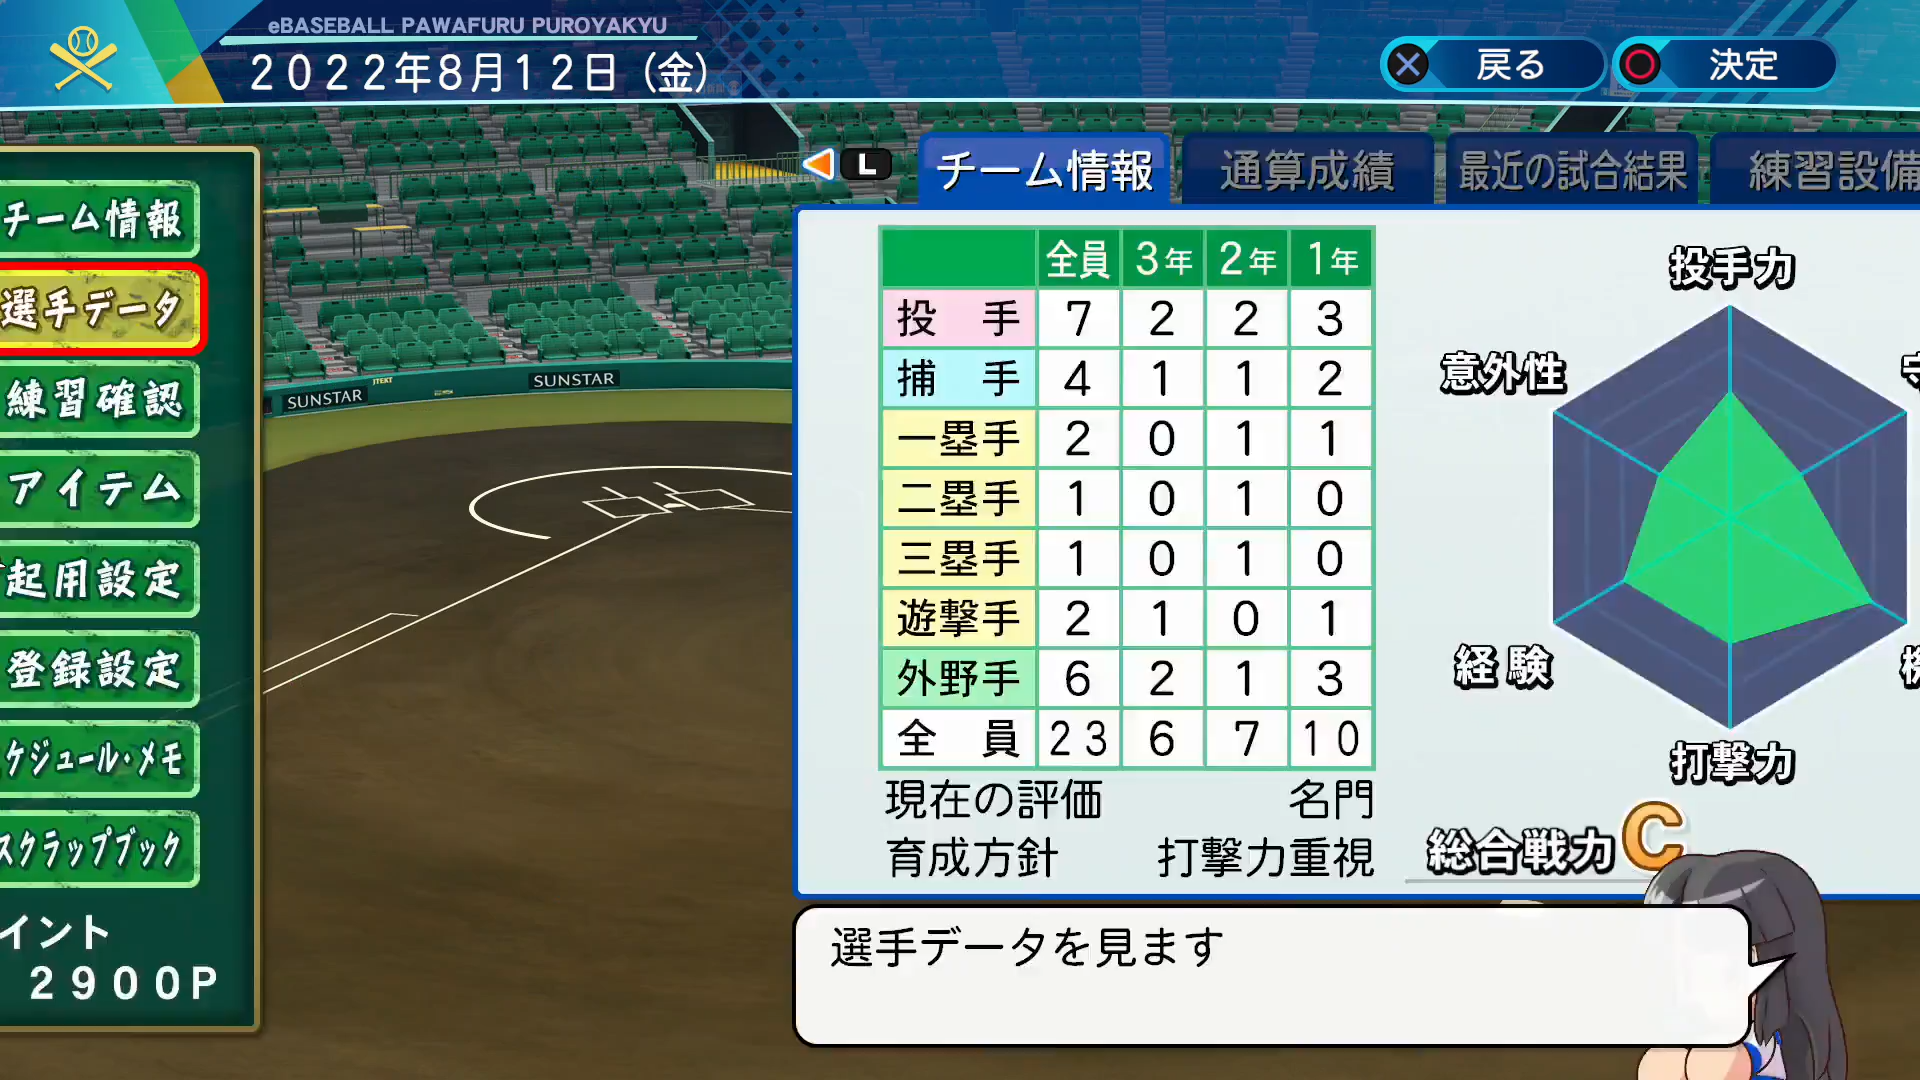 eBASEBALL PAWAFURU PUROYAKYU
2022年8月12日（金）
戻る
決定
チーム情報
選手データ
練習確認
アイテム
起用設定
登録設定
ケジュール・メモ
スクラップブック
イント
2900P
SUNSTAR
JTEKT
SUNSTAR
L
チーム情報 通算成績 最近の試合結果 練習設備
全員 3年 2年 1年
投手 7 2 2 3
捕手 4 1 1 2
一塁手 2 0 1 1
二塁手 1 0 1 0
三塁手 1 0 1 0
遊撃手 2 1 0 1
外野手 6 2 1 3
全員 23 6 7 10
現在の評価 名門
育成方針 打撃力重視
投手力
意外性
経験
打撃力
総合戦力 C
選手データを見ます